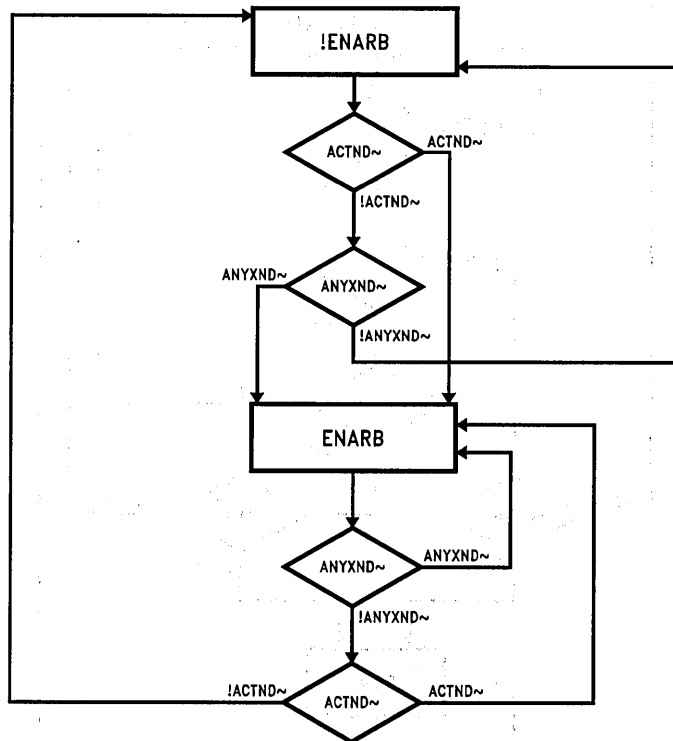 !ENARB
ACTND~
ACTND~
!ACTND~
ANYXND~
ANYXND~
!ANYXND~
ENARB
ANYXND~
ANYXND~
!ANYXND~
!ACTND~
ACTND~
ACTND~